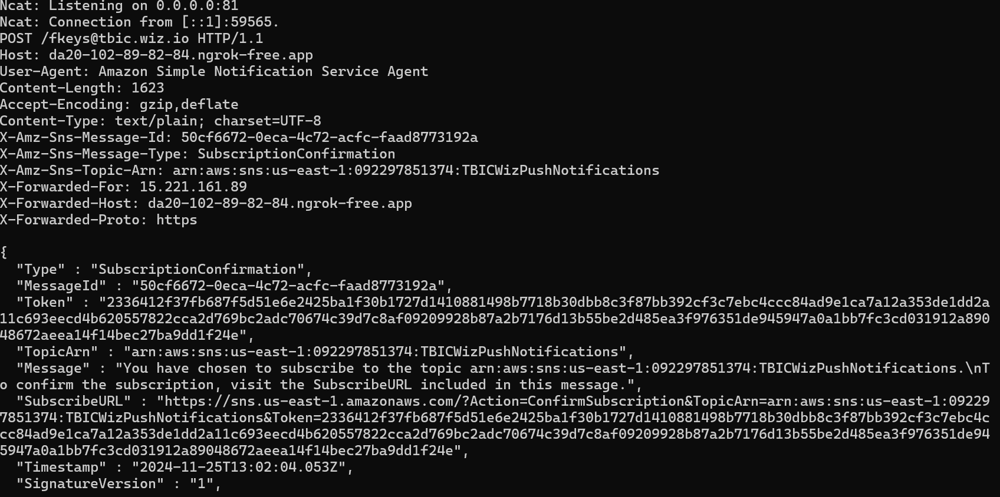 Ncat: Listening on 0.0.0.0:81
Ncat: Connection from [::1]:59565.
POST /fkeys@tbic.wiz.io HTTP/1.1
Host: da20-102-89-82-84.ngrok-free.app
User-Agent: Amazon Simple Notification Service Agent
Content-Length: 1623
Accept-Encoding: gzip,deflate
Content-Type: text/plain; charset=UTF-8
X-Amz-Sns-Message-Id: 50cf6672-0eca-4c72-acfc-faad8773192a
X-Amz-Sns-Message-Type: SubscriptionConfirmation
X-Amz-Sns-Topic-Arn: arn:aws:sns:us-east-1:092297851374:TBICWizPushNotifications
X-Forwarded-For: 15.221.161.89
X-Forwarded-Host: da20-102-89-82-84.ngrok-free.app
X-Forwarded-Proto: https
{
  "Type" : "SubscriptionConfirmation",
  "MessageId" : "50cf6672-0eca-4c72-acfc-faad8773192a",
  "Token" : "2336412f37fb687f5d51e6e2425ba1f30b1727d1410881498b7718b30dbb8c3f87bb392cf3c7ebc4ccc84ad9e1ca7a12a353de1dd2a
11c693eecd4b620557822cca2d769bc2adc70674c39d7c8af09209928b87a2b7176d13b55be2d485ea3f976351de945947a0a1bb7fc3cd031912a890
48672aeea14f14bec27ba9dd1f24e",
  "TopicArn" : "arn:aws:sns:us-east-1:092297851374:TBICWizPushNotifications",
  "Message" : "You have chosen to subscribe to the topic arn:aws:sns:us-east-1:092297851374:TBICWizPushNotifications.\nT
o confirm the subscription, visit the SubscribeURL included in this message.",
  "SubscribeURL" : "https://sns.us-east-1.amazonaws.com/?Action=ConfirmSubscription&TopicArn=arn:aws:sns:us-east-1:09229
7851374:TBICWizPushNotifications&Token=2336412f37fb687f5d51e6e2425ba1f30b1727d1410881498b7718b30dbb8c3f87bb392cf3c7ebc4c
cc84ad9e1ca7a12a353de1dd2a11c693eecd4b620557822cca2d769bc2adc70674c39d7c8af09209928b87a2b7176d13b55be2d485ea3f976351de94
5947a0a1bb7fc3cd031912a89048672aeea14f14bec27ba9dd1f24e",
  "Timestamp" : "2024-11-25T13:02:04.053Z",
  "SignatureVersion" : "1",